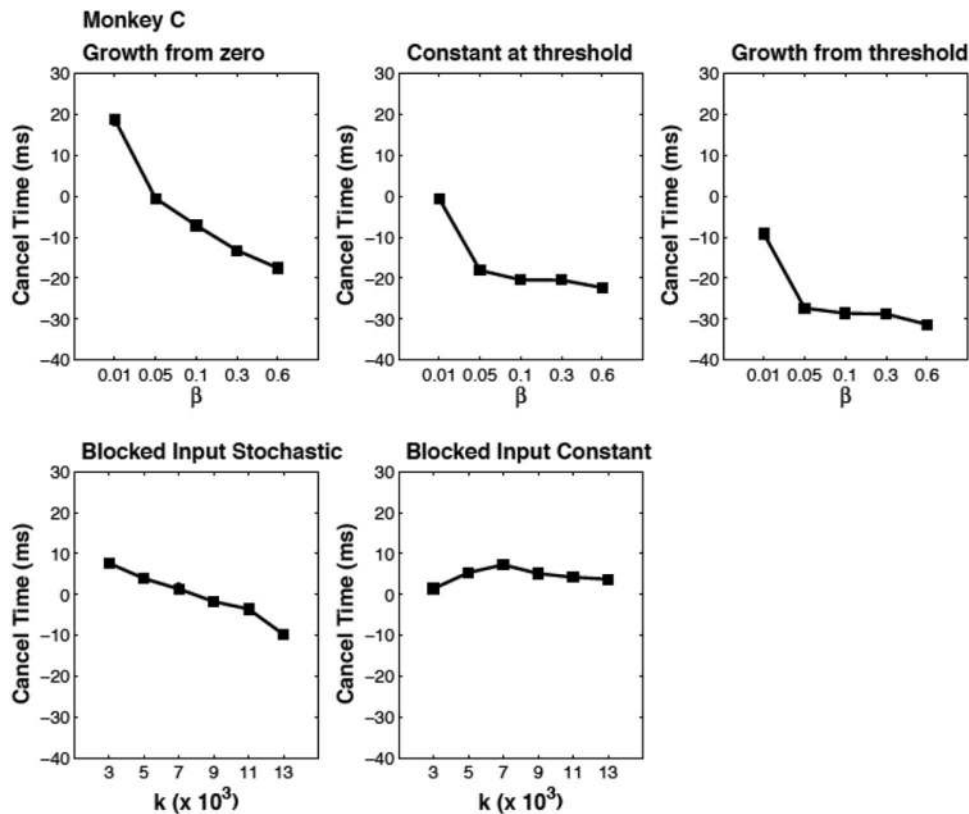 Monkey C
Growth from zero
Constant at threshold
Growth from threshold
Cancel Time (ms)
30
20
10
0
−10
−20
−30
−40
0.01 0.05 0.1 0.3 0.6
β
Cancel Time (ms)
30
20
10
0
−10
−20
−30
−40
0.01 0.05 0.1 0.3 0.6
β
Cancel Time (ms)
30
20
10
0
−10
−20
−30
−40
0.01 0.05 0.1 0.3 0.6
β
Blocked Input Stochastic
Blocked Input Constant
Cancel Time (ms)
30
20
10
0
−10
−20
−30
−40
3 5 7 9 11 13
k (x 10³)
Cancel Time (ms)
30
20
10
0
−10
−20
−30
−40
3 5 7 9 11 13
k (x 10³)